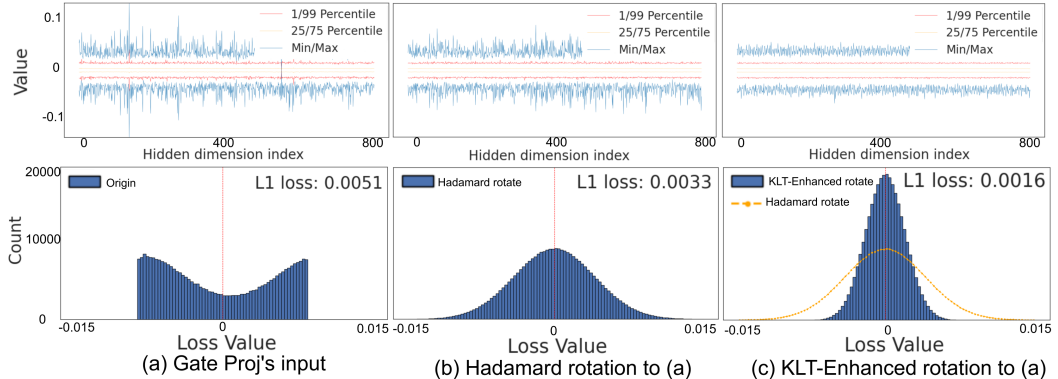 0.1
0
-0.1
Value
1/99 Percentile
25/75 Percentile
Min/Max
0
400
800
Hidden dimension index
1/99 Percentile
25/75 Percentile
Min/Max
0
400
800
Hidden dimension index
1/99 Percentile
25/75 Percentile
Min/Max
0
400
800
Hidden dimension index
20000
10000
0
Count
Origin
L1 loss: 0.0051
-0.015
0
0.015
Loss Value
(a) Gate Proj's input
Hadamard rotate
L1 loss: 0.0033
-0.015
0
0.015
Loss Value
(b) Hadamard rotation to (a)
KLT-Enhanced rotate
Hadamard rotate
L1 loss: 0.0016
-0.015
0
0.015
Loss Value
(c) KLT-Enhanced rotation to (a)